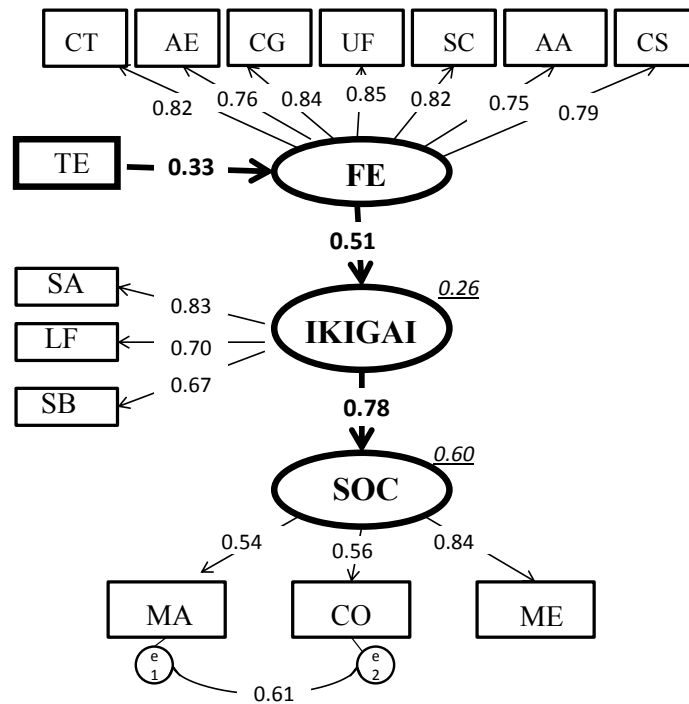 CT AE CG UF SC AA CS
0.82 0.76 0.84 0.85 0.82 0.75 0.79
TE 0.33 FE
0.51
SA 0.83 0.26
LF 0.70 IKIGAI
SB 0.67
0.78
0.60
SOC
0.54 0.56 0.84
MA CO ME
e1 e2
0.61